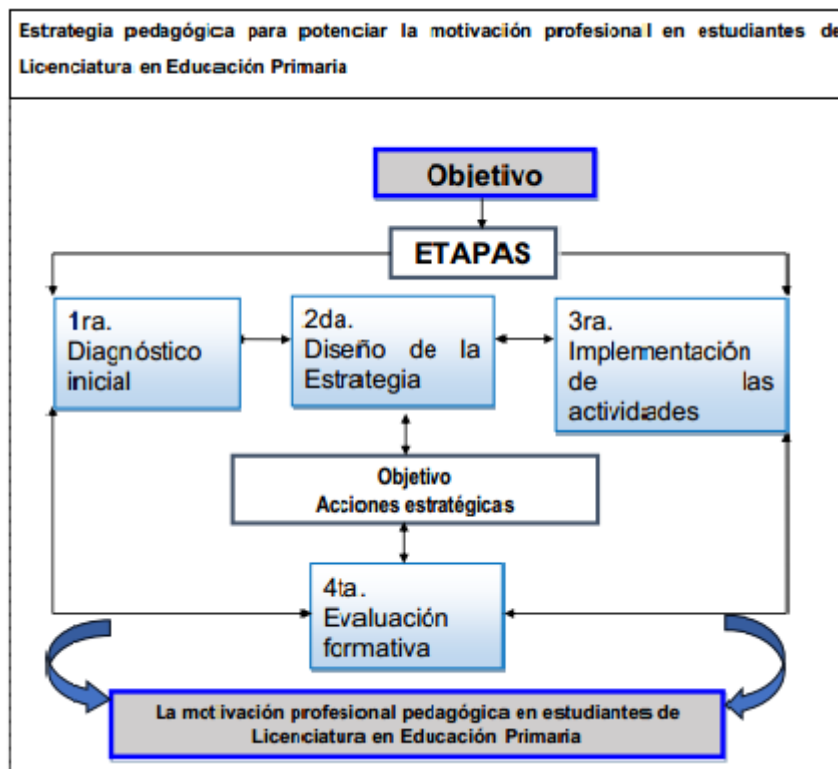 Estrategia pedagógica para potenciar la motivación profesional en estudiantes de
Licenciatura en Educación Primaria
Objetivo
ETAPAS
1ra.
Diagnóstico
inicial
2da.
Diseño de la
Estrategia
3ra.
Implementación
de las
actividades
Objetivo
Acciones estratégicas
4ta.
Evaluación
formativa
La motivación profesional pedagógica en estudiantes de
Licenciatura en Educación Primaria